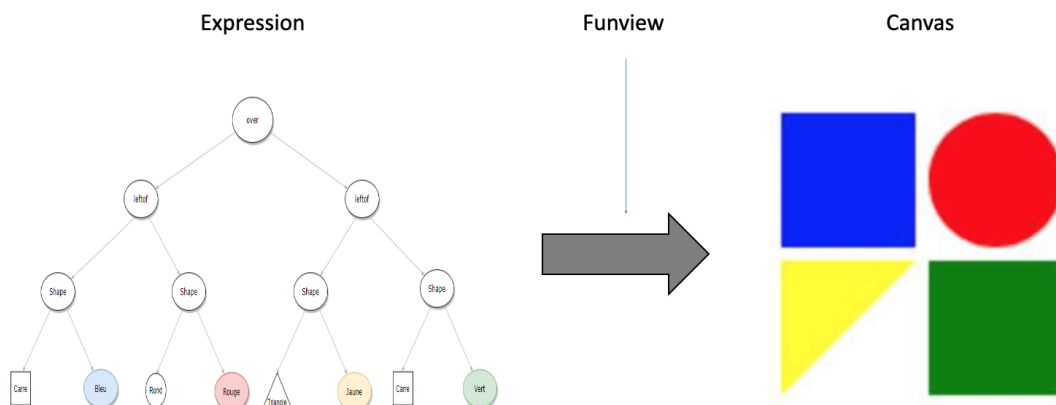 Expression Funview Canvas
over
leftof leftof
Shape Shape Shape Shape
Carre Bleu Rond Rouge Triangle Jaune Carre Vert